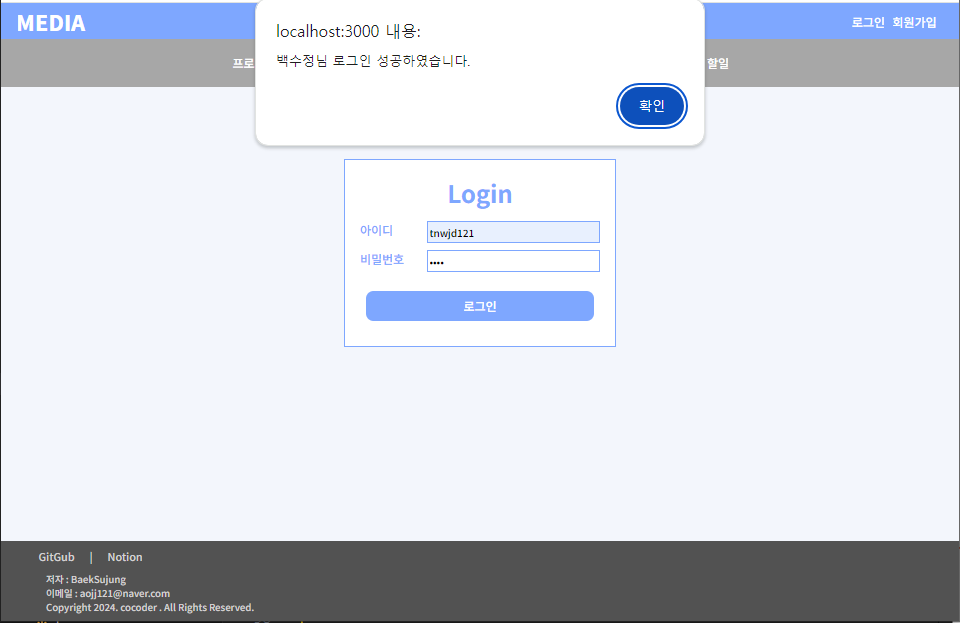 MEDIA
로그인 회원가입
localhost:3000 내용:
백수정님 로그인 성공하였습니다.
확인
프로
할일
Login
아이디 tnwjd121
비밀번호 ••••
로그인
GitGub | Notion
저자 : BaekSujung
이메일 : aojj121@naver.com
Copyright 2024. cocoder . All Rights Reserved.